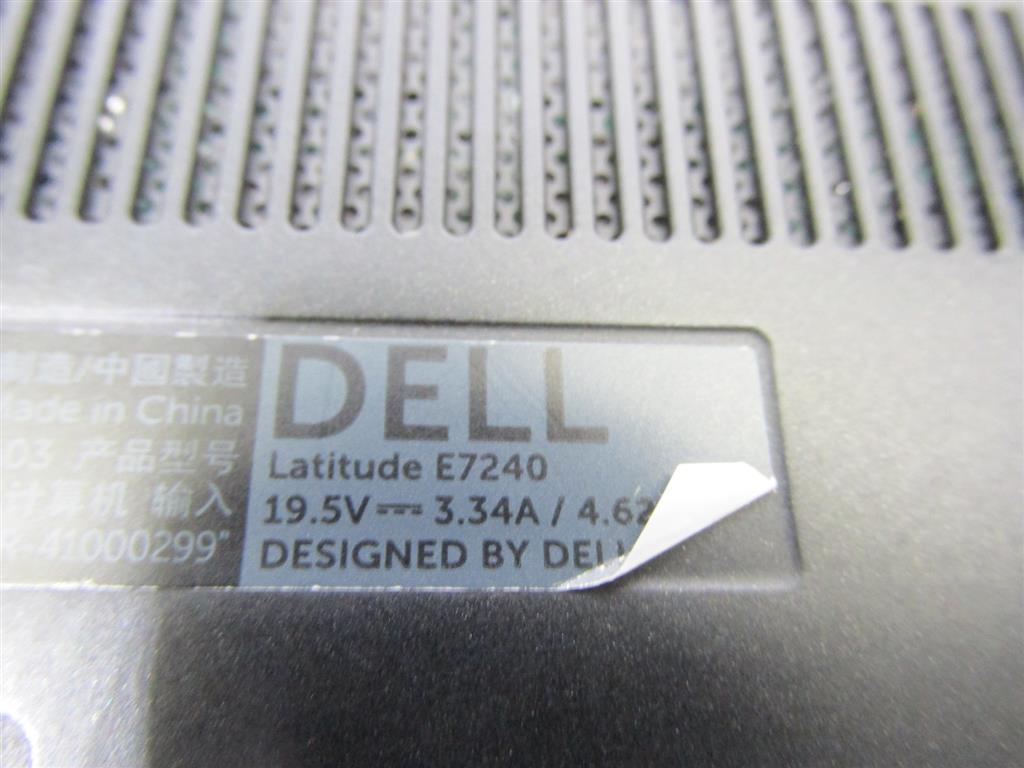 制造/中國製造
Made in China
03 产品型号
计算机 输入
-41000299"
DELL
Latitude E7240
19.5V⎓3.34A / 4.62
DESIGNED BY DELL